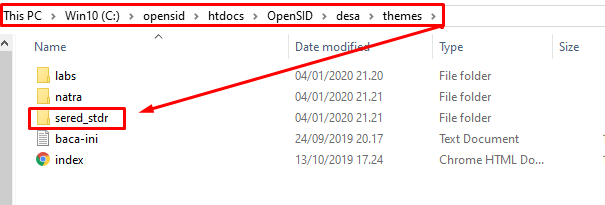 This PC > Win10 (C:) > opensid > htdocs > OpenSID > desa > themes >
Name Date modified Type Size
labs 04/01/2020 21.20 File folder
natra 04/01/2020 21.21 File folder
sered_stdr 04/01/2020 21.21 File folder
baca-ini 24/09/2019 20.17 Text Document
index 13/10/2019 17.24 Chrome HTML Do...